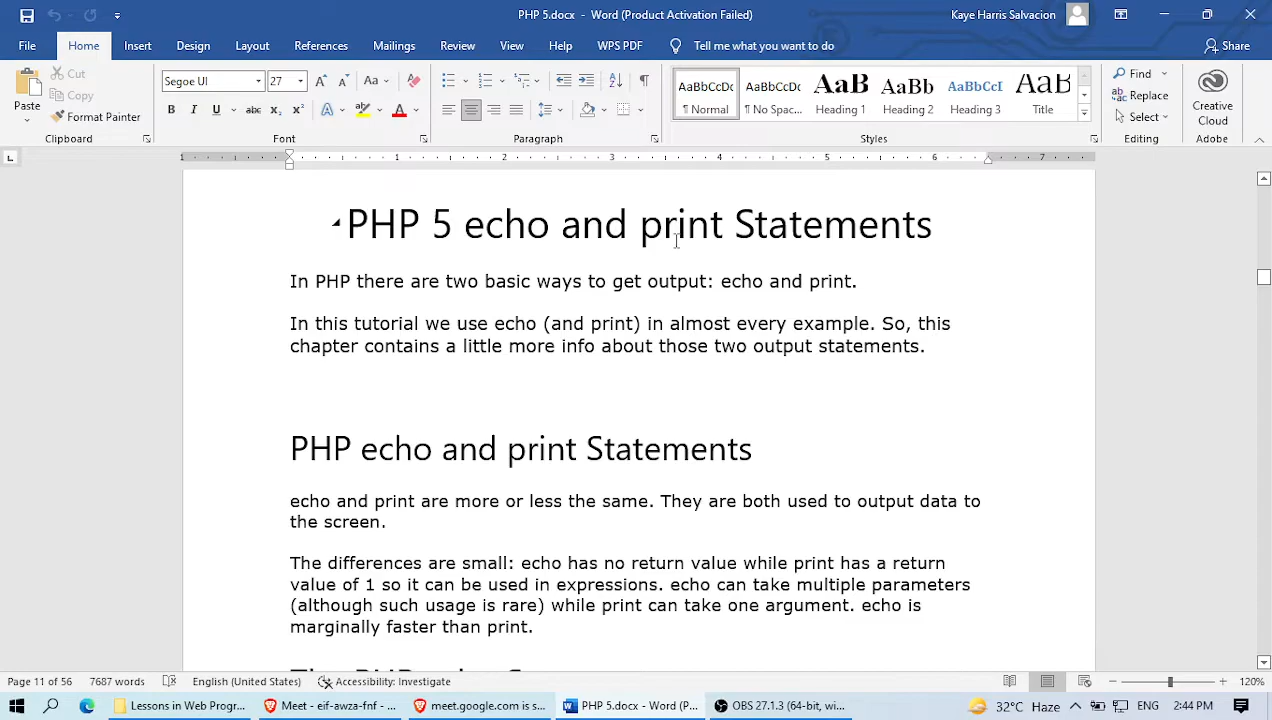 PHP 5.docx - Word (Product Activation Failed)
Kaye Harris Salvacion
File Home Insert Design Layout References Mailings Review View Help WPS PDF Tell me what you want to do Share
Paste
Cut
Copy
Format Painter
Clipboard
Segoe UI 27
Font
Paragraph
AaBbCcDc
¶ Normal
AaBbCcDc
¶ No Spac...
AaB
Heading 1
AaBb
Heading 2
AaBbCcI
Heading 3
AaB
Title
Styles
Find
Replace
Select
Editing
Creative
Cloud
Adobe
1 1 2 3 4 5 6 7
PHP 5 echo and print Statements
In PHP there are two basic ways to get output: echo and print.
In this tutorial we use echo (and print) in almost every example. So, this
chapter contains a little more info about those two output statements.
PHP echo and print Statements
echo and print are more or less the same. They are both used to output data to
the screen.
The differences are small: echo has no return value while print has a return
value of 1 so it can be used in expressions. echo can take multiple parameters
(although such usage is rare) while print can take one argument. echo is
marginally faster than print.
Page 11 of 56 7687 words English (United States) Accessibility: Investigate 120%
Lessons in Web Progr... Meet - eif-awza-fnf - ... meet.google.com is s... PHP 5.docx - Word (P... OBS 27.1.3 (64-bit, wi... 32°C Haze ENG 2:44 PM